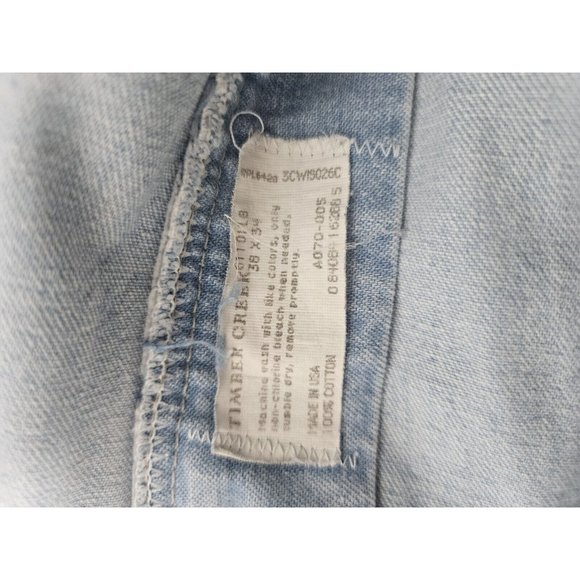 3CW15026C
TIMBER CREEK
38 X 34
Machine wash with like colors, only
non-chlorine bleach when needed,
tumble dry, remove promptly.
A070-005
MADE IN USA
100% COTTON